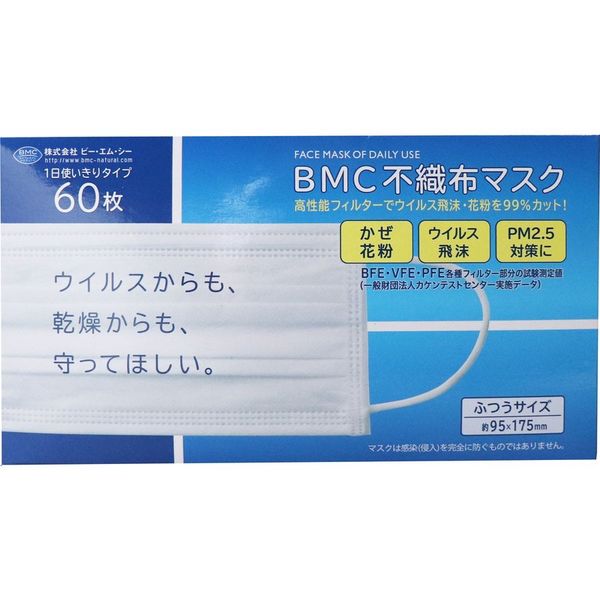 BMC 株式会社 ビー・エム・シー
http://www.bmc-natural.com/
1日使いきりタイプ
60枚
FACE MASK OF DAILY USE
BMC不織布マスク
高性能フィルターでウイルス飛沫・花粉を99%カット!
かぜ
花粉
ウイルス
飛沫
PM2.5
対策に
BFE・VFE・PFE各種フィルター部分の試験測定値
(一般財団法人カケンテストセンター実施データ)
ウイルスからも、
乾燥からも、
守ってほしい。
ふつうサイズ
約95×175mm
マスクは感染(侵入)を完全に防ぐものではありません。